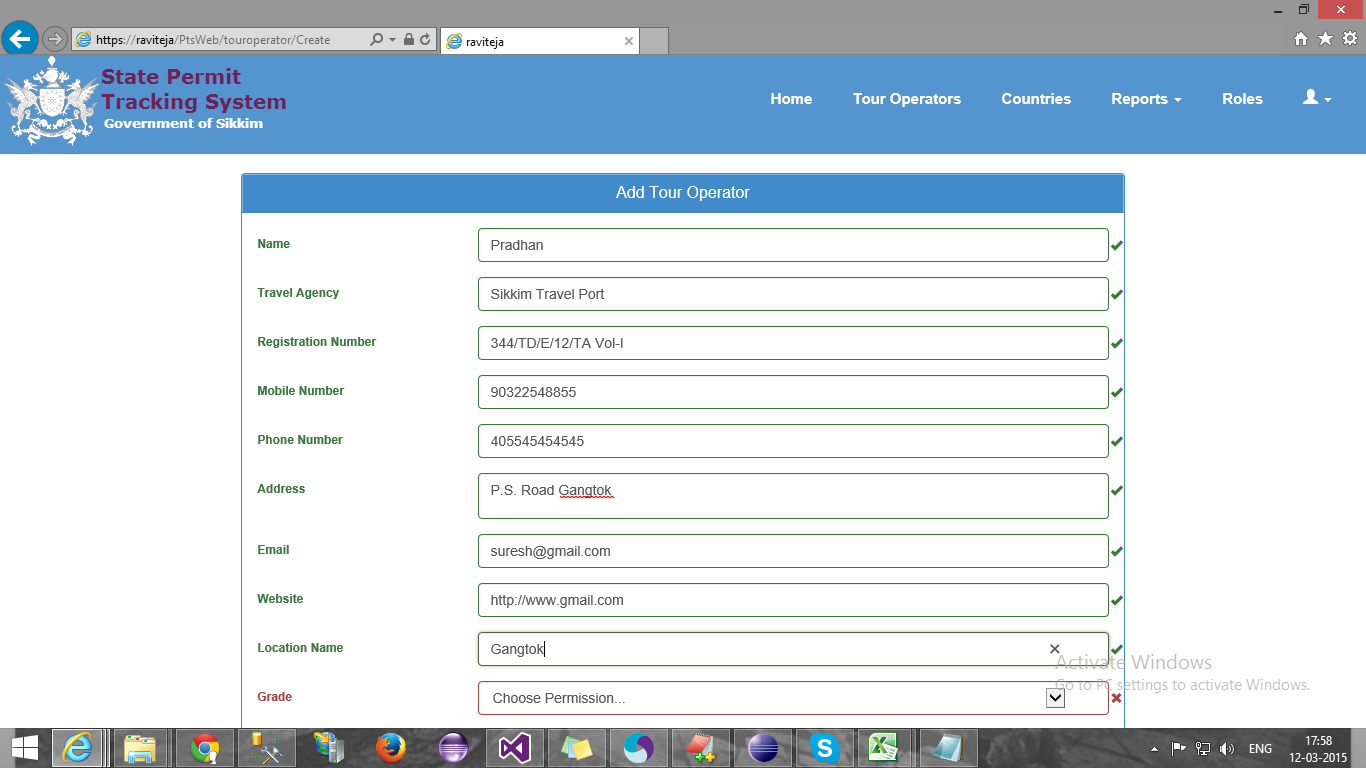 https://raviteja/PtsWeb/touroperator/Create
raviteja
State Permit
Tracking System
Government of Sikkim
Home Tour Operators Countries Reports Roles
Add Tour Operator
Name Pradhan
Travel Agency Sikkim Travel Port
Registration Number 344/TD/E/12/TA Vol-I
Mobile Number 90322548855
Phone Number 405545454545
Address P.S. Road Gangtok
Email suresh@gmail.com
Website http://www.gmail.com
Location Name Gangtok
Activate Windows
Go to PC settings to activate Windows.
Grade Choose Permission...
ENG
17:58
12-03-2015